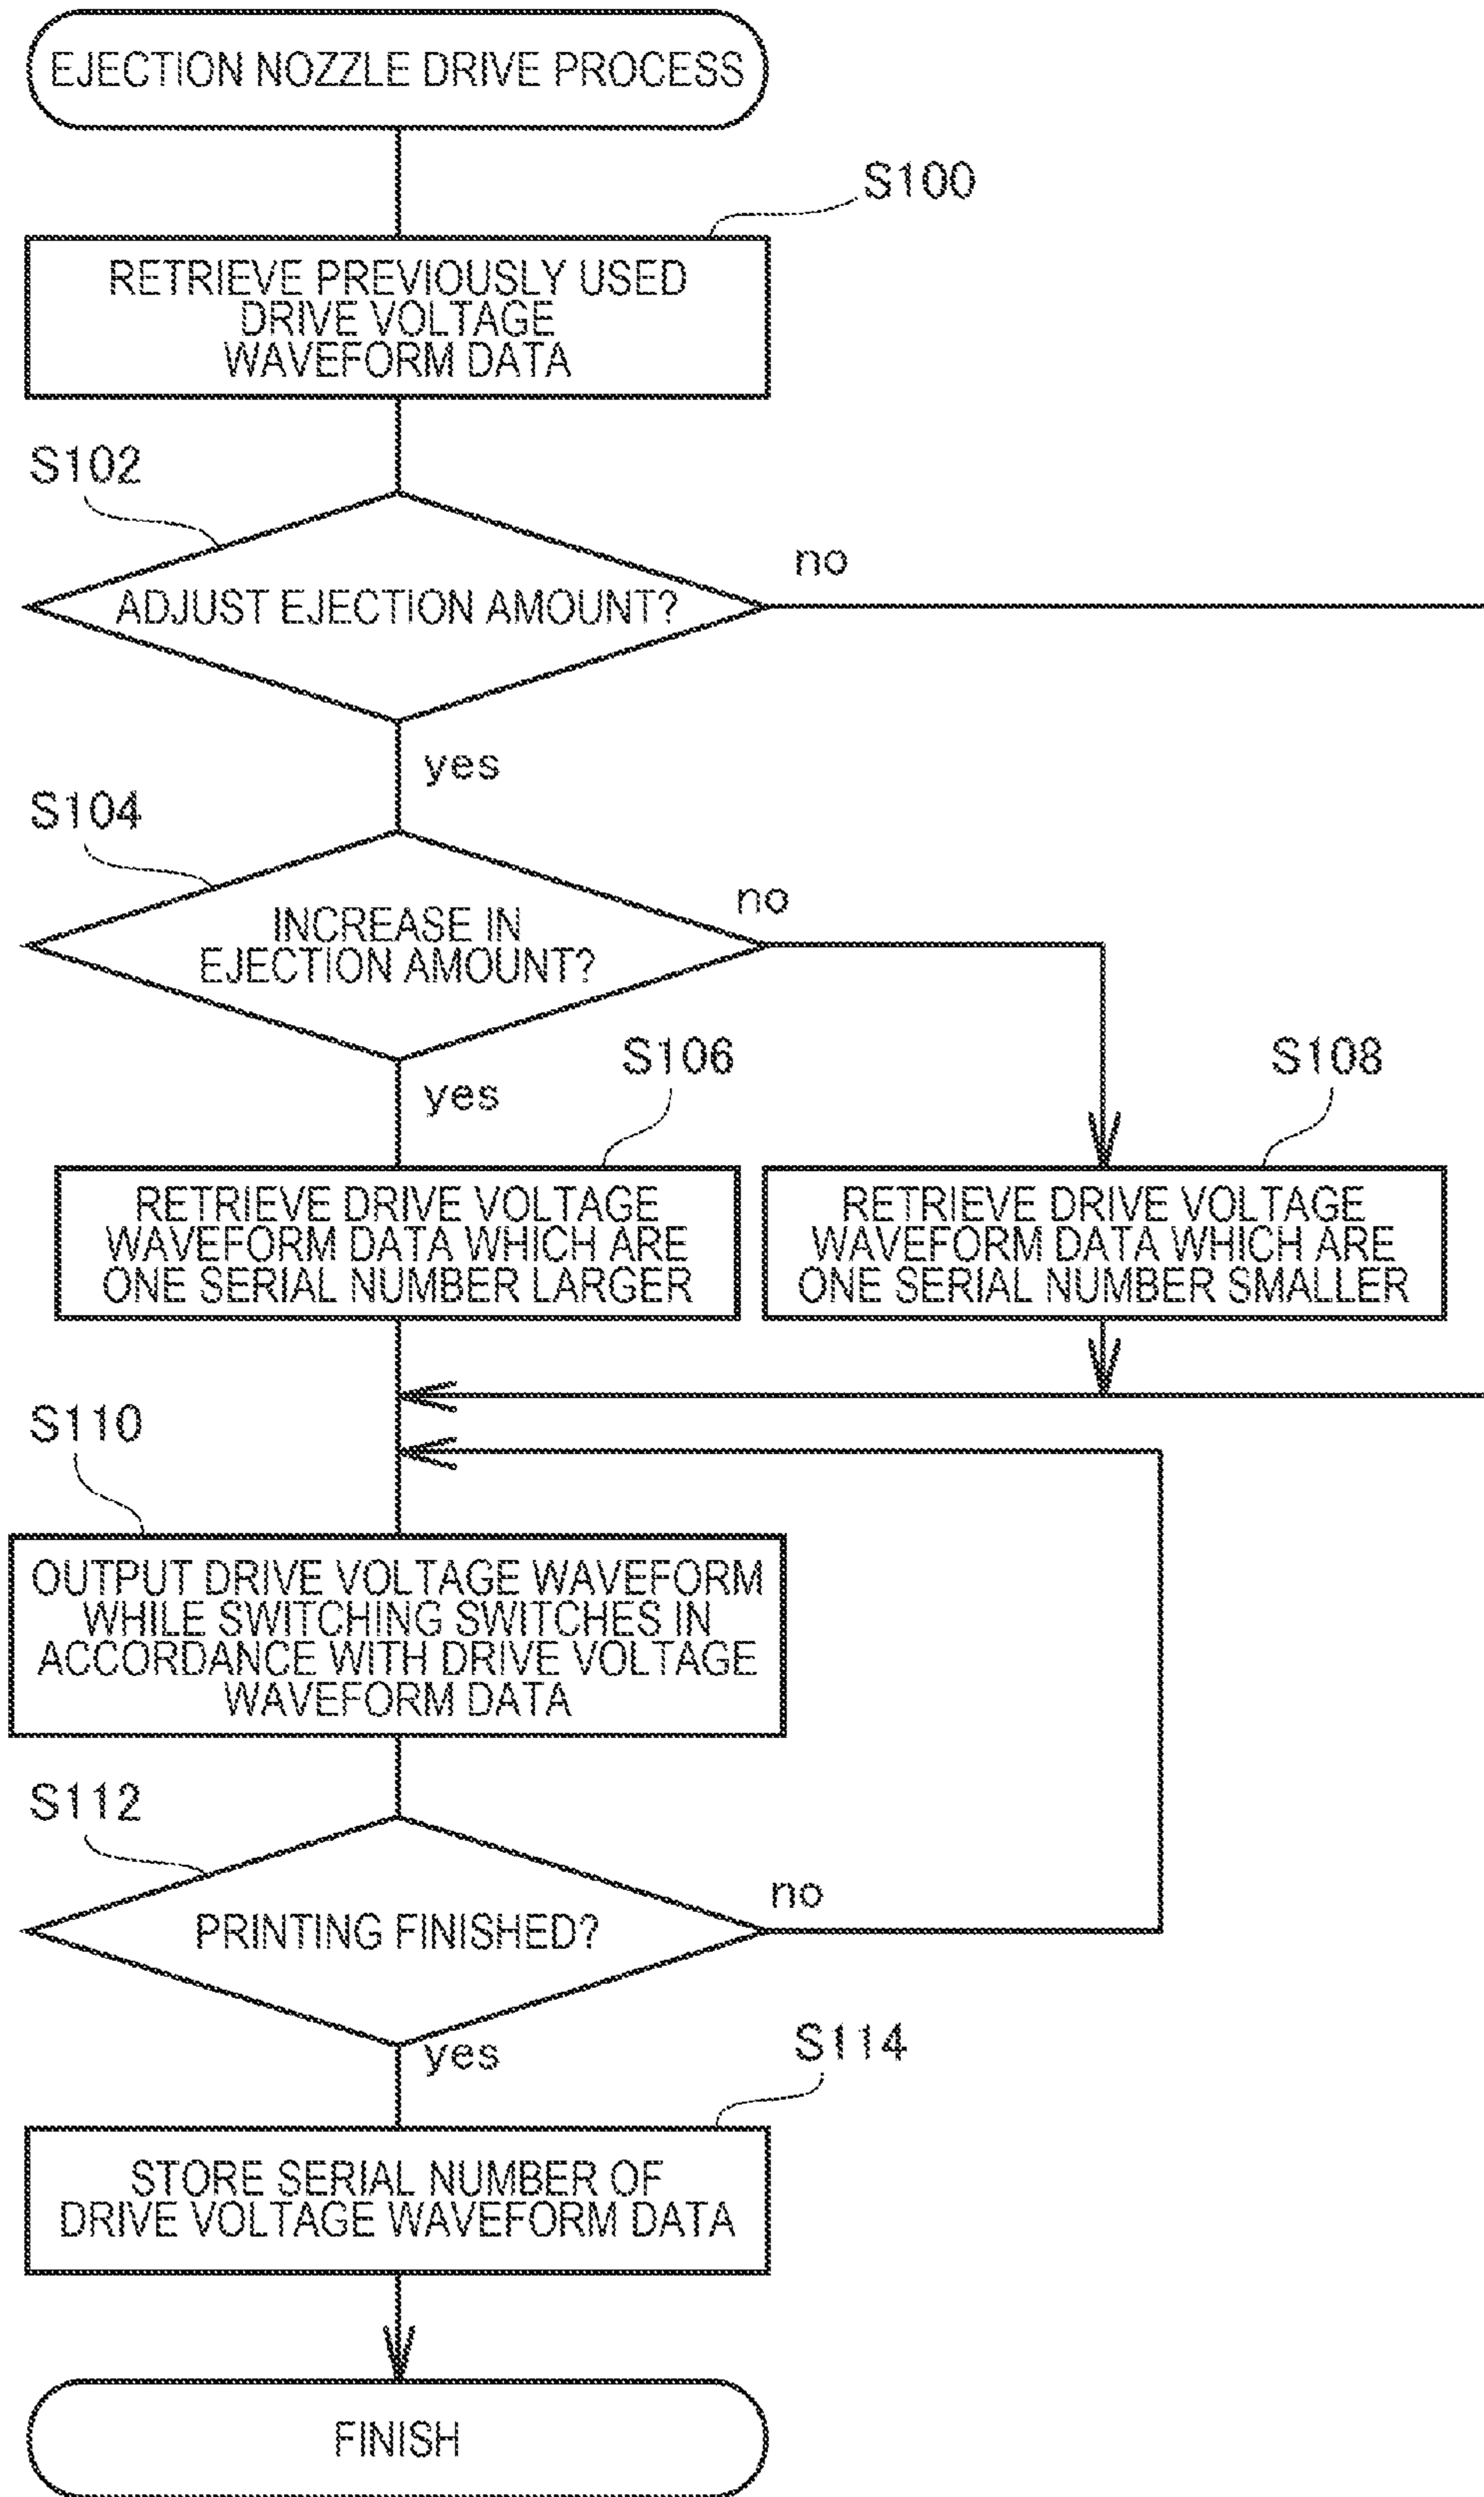 EJECTION NOZZLE DRIVE PROCESS
S100
RETRIEVE PREVIOUSLY USED
DRIVE VOLTAGE
WAVEFORM DATA
S102
no
ADJUST EJECTION AMOUNT?
yes
S104
no
INCREASE IN
EJECTION AMOUNT?
yes
S106
S108
RETRIEVE DRIVE VOLTAGE
WAVEFORM DATA WHICH ARE
ONE SERIAL NUMBER LARGER
RETRIEVE DRIVE VOLTAGE
WAVEFORM DATA WHICH ARE
ONE SERIAL NUMBER SMALLER
S110
OUTPUT DRIVE VOLTAGE WAVEFORM
WHILE SWITCHING SWITCHES IN
ACCORDANCE WITH DRIVE VOLTAGE
WAVEFORM DATA
S112
no
PRINTING FINISHED?
yes
S114
STORE SERIAL NUMBER OF
DRIVE VOLTAGE WAVEFORM DATA
FINISH